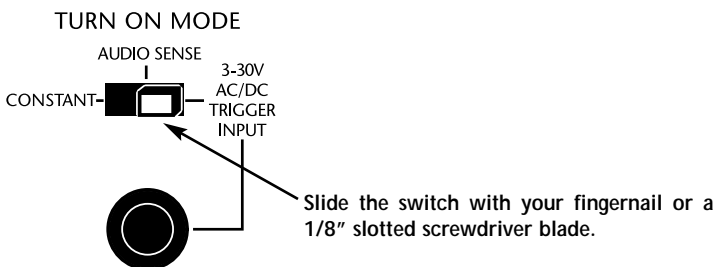 TURN ON MODE
AUDIO SENSE
CONSTANT
3-30V
AC/DC
TRIGGER
INPUT
Slide the switch with your fingernail or a
1/8" slotted screwdriver blade.